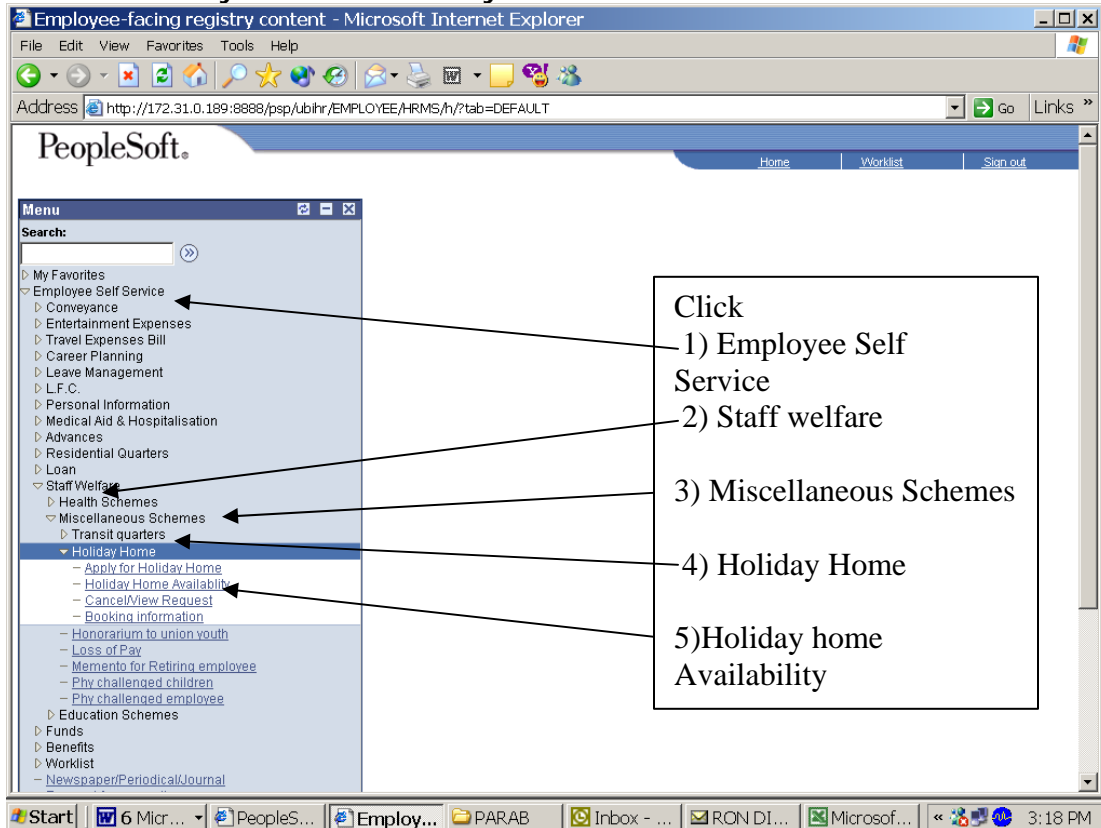 Employee-facing registry content - Microsoft Internet Explorer
File Edit View Favorites Tools Help
Address http://172.31.0.189:8888/psp/ubihr/EMPLOYEE/HRMS/h/?tab=DEFAULT Go Links »
PeopleSoft®
Home Worklist Sign out
Menu
Search:
My Favorites
Employee Self Service
Conveyance
Entertainment Expenses
Travel Expenses Bill
Career Planning
Leave Management
L.F.C.
Personal Information
Medical Aid & Hospitalisation
Advances
Residential Quarters
Loan
Staff Welfare
Health Schemes
Miscellaneous Schemes
Transit quarters
Holiday Home
– Apply for Holiday Home
– Holiday Home Availablity
– Cancel/View Request
– Booking information
– Honorarium to union youth
– Loss of Pay
– Memento for Retiring employee
– Phy challenged children
– Phy challenged employee
Education Schemes
Funds
Benefits
Worklist
– Newspaper/Periodical/Journal
Click
1) Employee Self
Service
2) Staff welfare
3) Miscellaneous Schemes
4) Holiday Home
5)Holiday home
Availability
Start 6 Micr... PeopleS... Employ... PARAB Inbox - ... RON DI... Microsof... « 3:18 PM